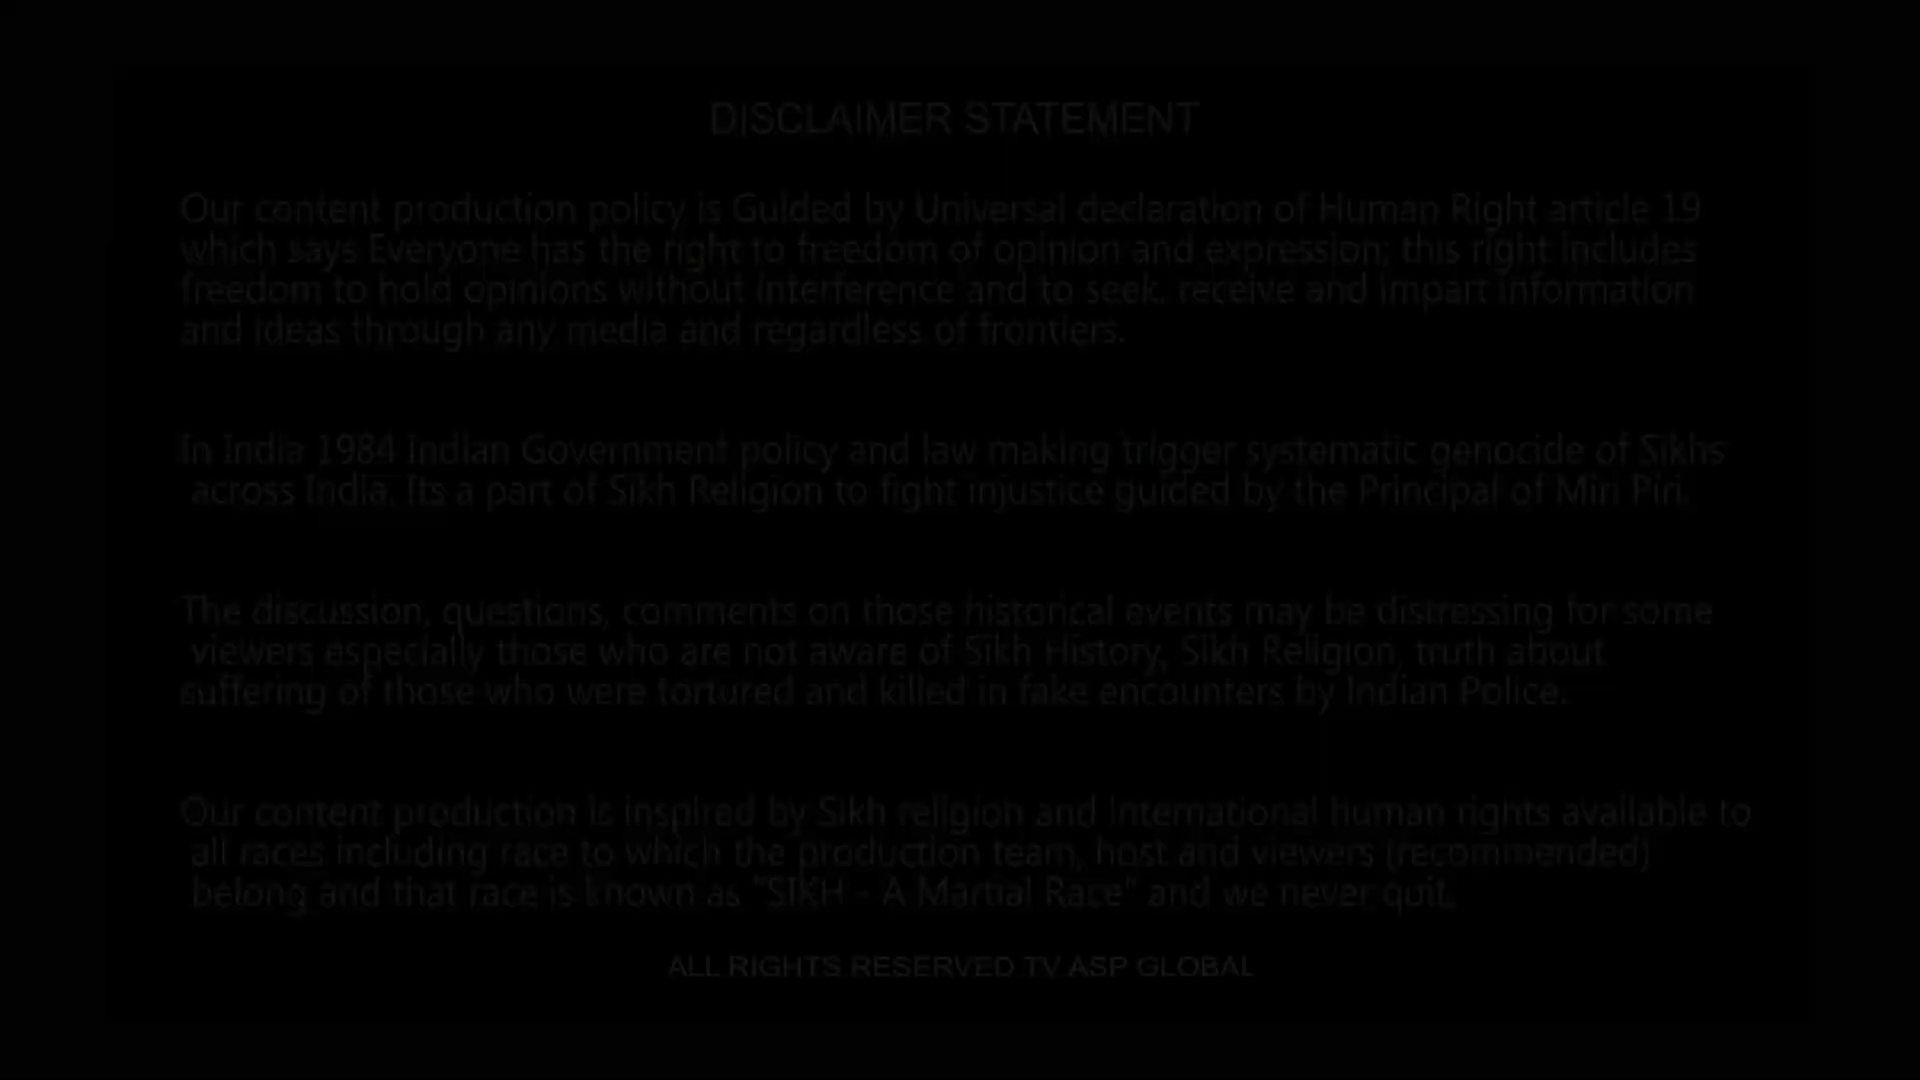 DISCLAIMER STATEMENT
Our content production policy is Guided by Universal declaration of Human Right article 19
which says Everyone has the right to freedom of opinion and expression; this right includes
freedom to hold opinions without interference and to seek, receive and impart information
and ideas through any media and regardless of frontiers.
In India 1984 Indian Government policy and law making trigger systematic genocide of Sikhs
across India. Its a part of Sikh Religion to fight injustice guided by the Principal of Miri Piri.
The discussion, questions, comments on those historical events may be distressing for some
viewers especially those who are not aware of Sikh History, Sikh Religion, truth about
suffering of those who were tortured and killed in fake encounters by Indian Police.
Our content production is inspired by Sikh religion and International human rights available to
all races including race to which the production team, host and viewers (recommended)
belong and that race is known as "SIKH - A Martial Race" and we never quit.
ALL RIGHTS RESERVED TV ASP GLOBAL